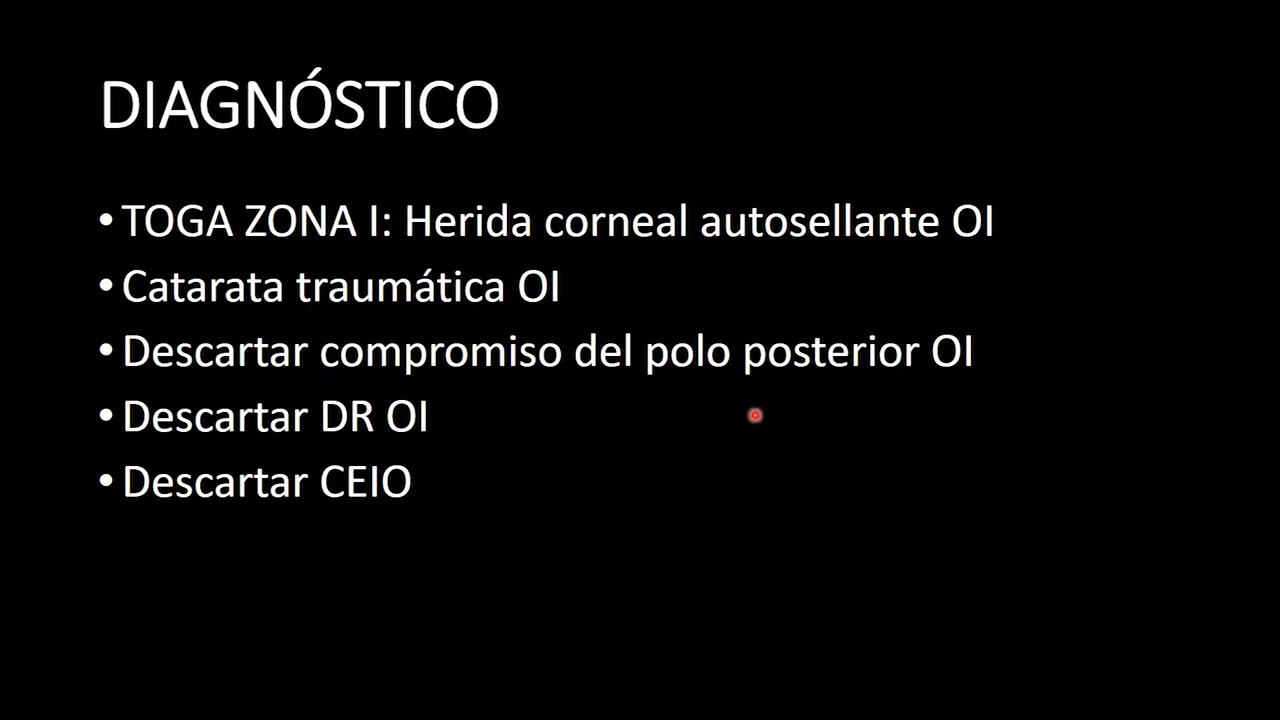 DIAGNÓSTICO
• TOGA ZONA I: Herida corneal autosellante OI
• Catarata traumática OI
• Descartar compromiso del polo posterior OI
• Descartar DR OI
• Descartar CEIO